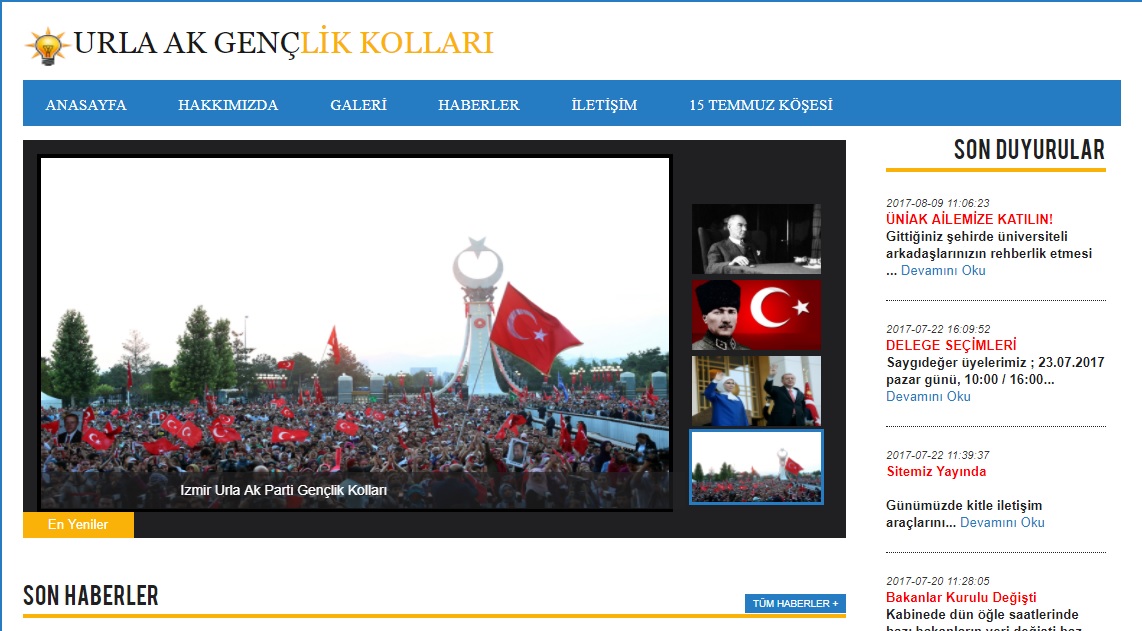 URLA AK GENÇLİK KOLLARI
ANASAYFA HAKKIMIZDA GALERİ HABERLER İLETİŞİM 15 TEMMUZ KÖŞESİ
Izmir Urla Ak Parti Gençlik Kolları
En Yeniler
SON HABERLER
TÜM HABERLER +
SON DUYURULAR
2017-08-09 11:06:23
ÜNİAK AİLEMİZE KATILIN!
Gittiğiniz şehirde üniversiteli
arkadaşlarınızın rehberlik etmesi
... Devamını Oku
2017-07-22 16:09:52
DELEGE SEÇİMLERİ
Saygıdeğer üyelerimiz ; 23.07.2017
pazar günü, 10:00 / 16:00...
Devamını Oku
2017-07-22 11:39:37
Sitemiz Yayında
Günümüzde kitle iletişim
araçlarını... Devamını Oku
2017-07-20 11:28:05
Bakanlar Kurulu Değişti
Kabinede dün öğle saatlerinde